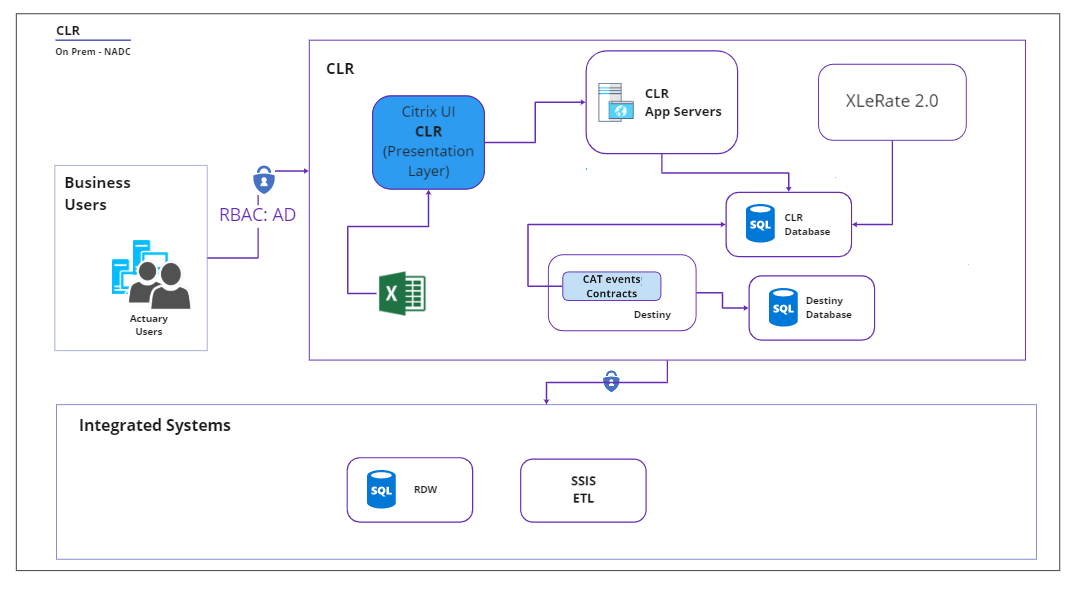 CLR
On Prem - NADC
CLR
Citrix UI
CLR
(Presentation
Layer)
CLR
App Servers
XLeRate 2.0
Business
Users
RBAC: AD
Actuary
Users
X
SQL
CLR
Database
CAT events
Contracts
Destiny
SQL
Destiny
Database
Integrated Systems
SQL
RDW
SSIS
ETL